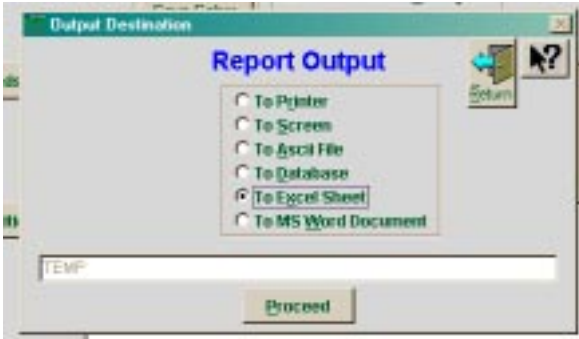 Output Destination
Report Output
Return
To Printer
To Screen
To Ascii File
To Database
To Excel Sheet
To MS Word Document
TEMP
Proceed